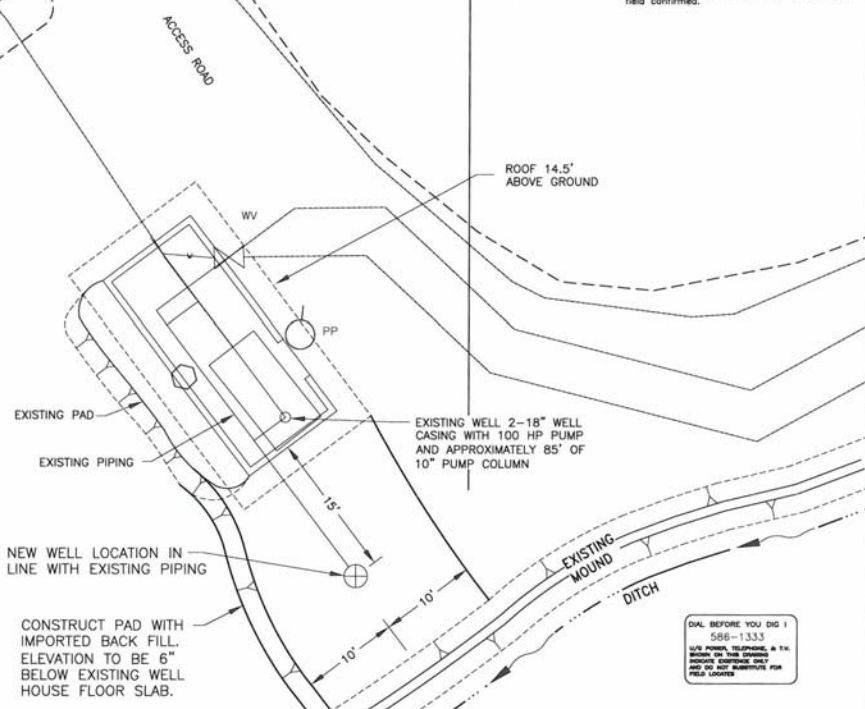 field confirmed.
ACCESS ROAD
ROOF 14.5'
ABOVE GROUND
WV
PP
EXISTING PAD
EXISTING PIPING
EXISTING WELL 2-18" WELL
CASING WITH 100 HP PUMP
AND APPROXIMATELY 85' OF
10" PUMP COLUMN
15'
NEW WELL LOCATION IN
LINE WITH EXISTING PIPING
EXISTING
MOUND
DITCH
10'
10'
CONSTRUCT PAD WITH
IMPORTED BACK FILL.
ELEVATION TO BE 6"
BELOW EXISTING WELL
HOUSE FLOOR SLAB.
DIAL BEFORE YOU DIG !
586-1333
U/G POWER, TELEPHONE, & T.V.
SHOWN ON THIS DRAWING
INDICATE EXISTENCE ONLY
AND DO NOT SUBSTITUTE FOR
FIELD LOCATES